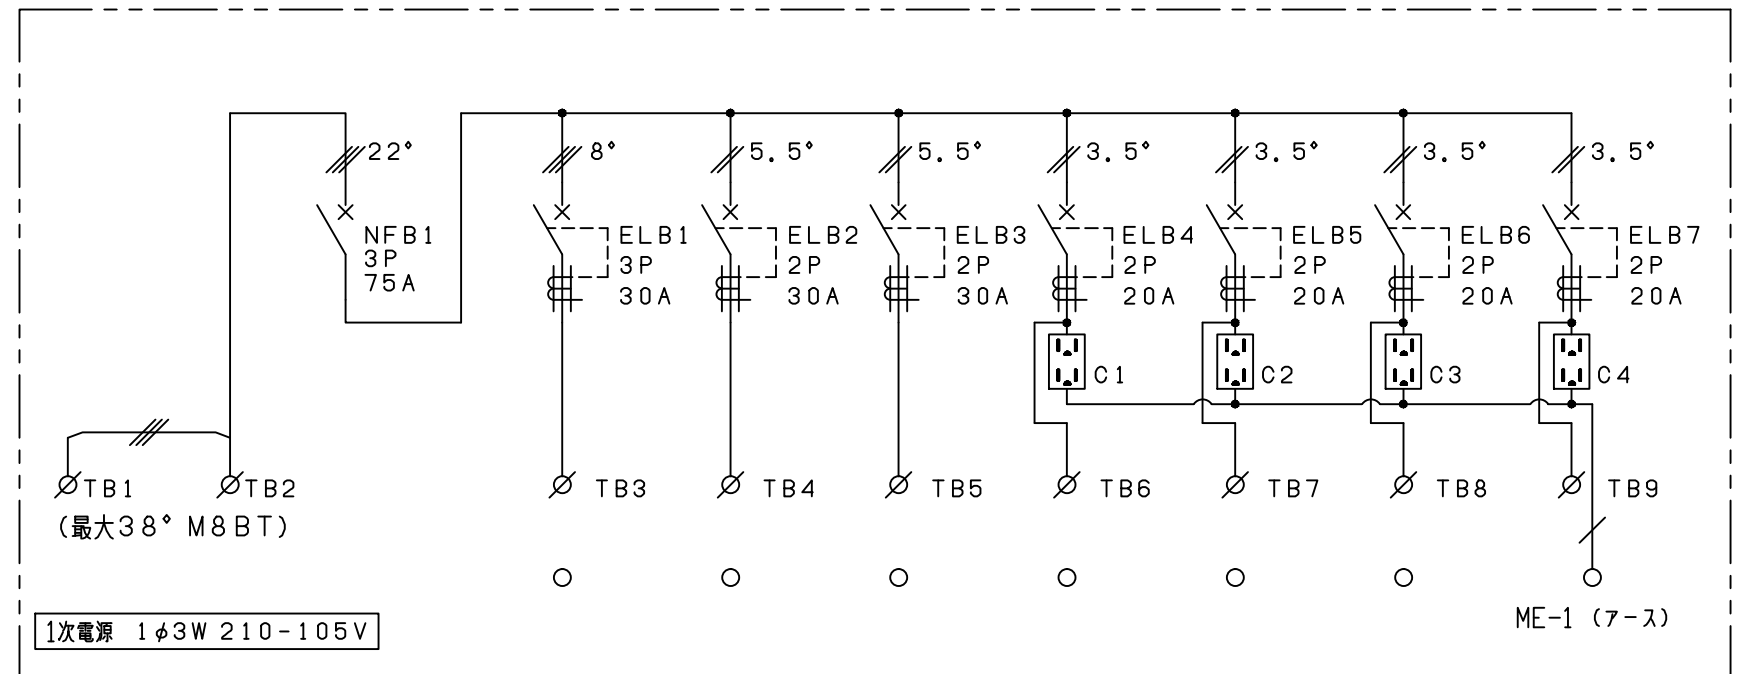 22°
8°
5.5°
5.5°
3.5°
3.5°
3.5°
3.5°
NFB1
3P
75A
ELB1
3P
30A
ELB2
2P
30A
ELB3
2P
30A
ELB4
2P
20A
ELB5
2P
20A
ELB6
2P
20A
ELB7
2P
20A
C1
C2
C3
C4
TB1
TB2
TB3
TB4
TB5
TB6
TB7
TB8
TB9
(最大38° M8BT)
1次電源 1φ3W 210-105V
ME-1 (アース)